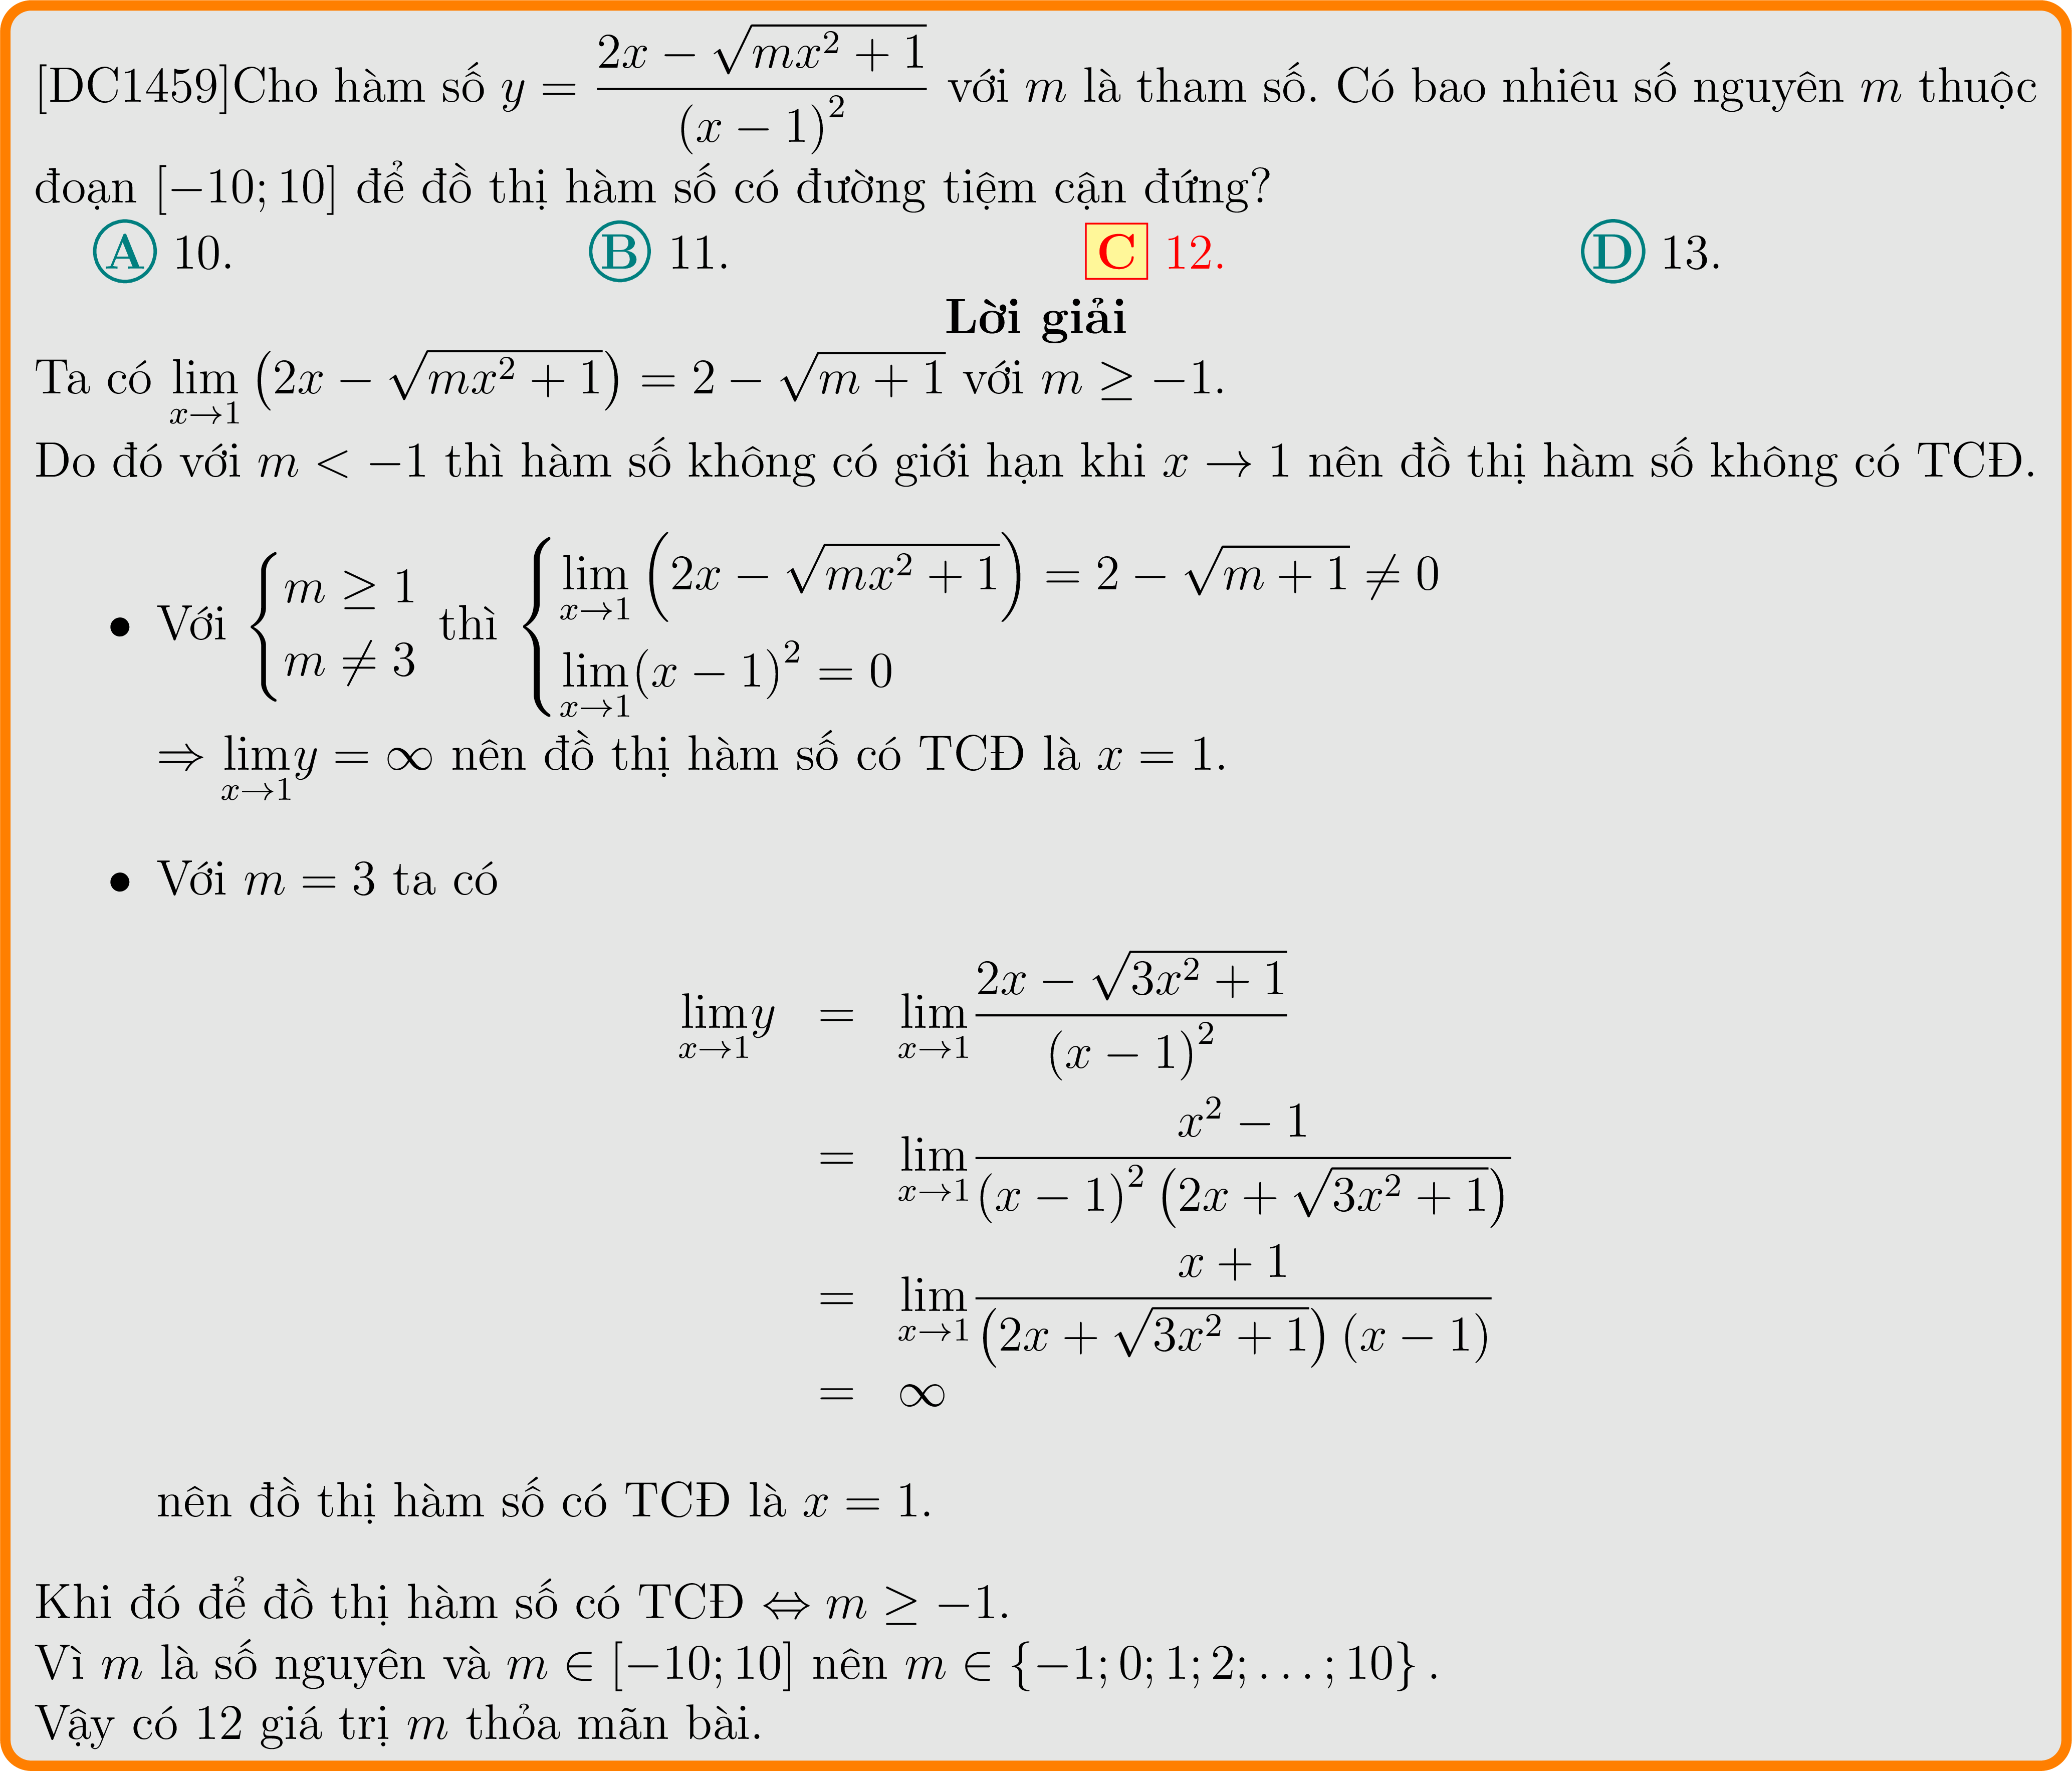 [DC1459]Cho hàm số $y = \dfrac{2x - \sqrt{mx^2 + 1}}{(x - 1)^2}$ với $m$ là tham số. Có bao nhiêu số nguyên $m$ thuộc
đoạn $[-10; 10]$ để đồ thị hàm số có đường tiệm cận đứng?
A 10. B 11. C 12. D 13.
Lời giải
Ta có $\lim\limits_{x \to 1} \left(2x - \sqrt{mx^2 + 1}\right) = 2 - \sqrt{m + 1}$ với $m \geq -1$.
Do đó với $m < -1$ thì hàm số không có giới hạn khi $x \to 1$ nên đồ thị hàm số không có TCĐ.
• Với $\begin{cases} m \geq 1 \\ m \neq 3 \end{cases}$ thì $\begin{cases} \lim\limits_{x \to 1} \left(2x - \sqrt{mx^2 + 1}\right) = 2 - \sqrt{m + 1} \neq 0 \\ \lim\limits_{x \to 1} (x - 1)^2 = 0 \end{cases}$
$\Rightarrow \lim\limits_{x \to 1} y = \infty$ nên đồ thị hàm số có TCĐ là $x = 1$.
• Với $m = 3$ ta có
$\lim\limits_{x \to 1} y = \lim\limits_{x \to 1} \dfrac{2x - \sqrt{3x^2 + 1}}{(x - 1)^2}$
$= \lim\limits_{x \to 1} \dfrac{x^2 - 1}{(x - 1)^2 \left(2x + \sqrt{3x^2 + 1}\right)}$
$= \lim\limits_{x \to 1} \dfrac{x + 1}{\left(2x + \sqrt{3x^2 + 1}\right)(x - 1)}$
$= \infty$
nên đồ thị hàm số có TCĐ là $x = 1$.
Khi đó để đồ thị hàm số có TCĐ $\Leftrightarrow m \geq -1$.
Vì $m$ là số nguyên và $m \in [-10; 10]$ nên $m \in \{-1; 0; 1; 2; \ldots; 10\}$.
Vậy có 12 giá trị $m$ thỏa mãn bài.